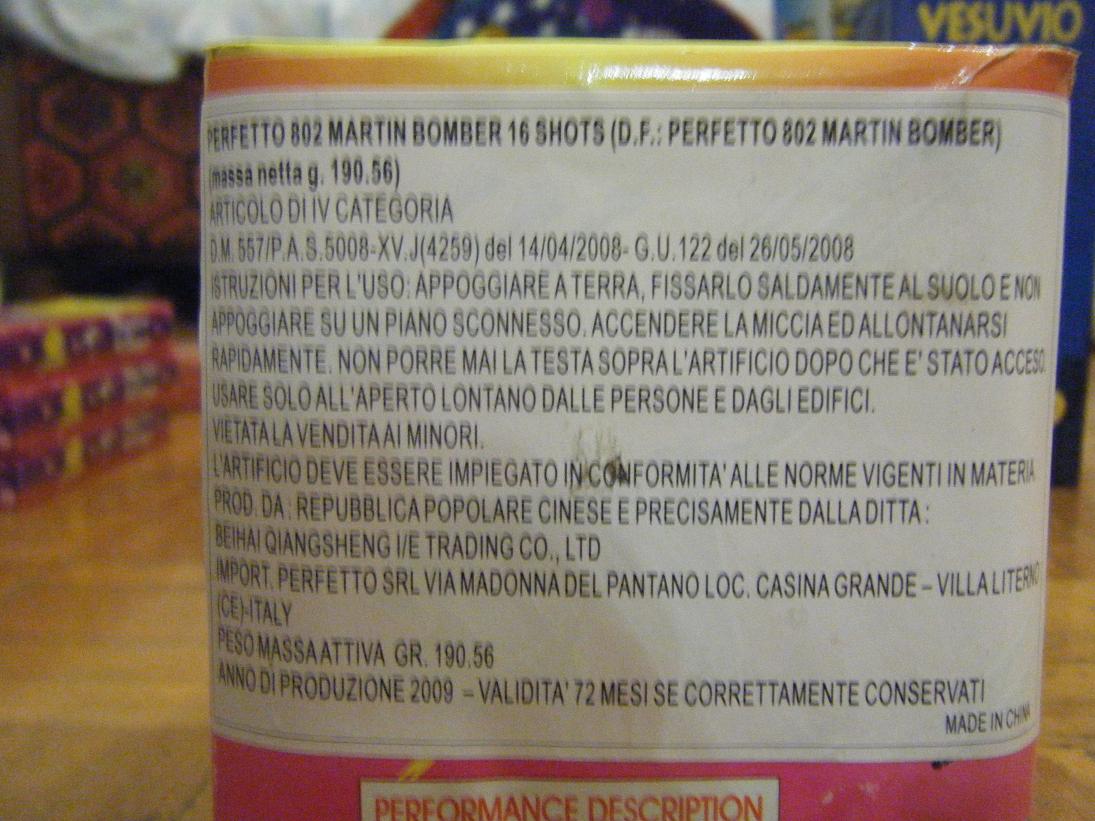 VESUVIO
PERFETTO 802 MARTIN BOMBER 16 SHOTS (D.F.: PERFETTO 802 MARTIN BOMBER)
(massa netta g. 190.56)
ARTICOLO DI IV CATEGORIA
D.M. 557/P.A.S.5008-XV.J(4259) del 14/04/2008- G.U.122 del 26/05/2008
ISTRUZIONI PER L'USO: APPOGGIARE A TERRA, FISSARLO SALDAMENTE AL SUOLO E NON
APPOGGIARE SU UN PIANO SCONNESSO. ACCENDERE LA MICCIA ED ALLONTANARSI
RAPIDAMENTE. NON PORRE MAI LA TESTA SOPRA L'ARTIFICIO DOPO CHE E' STATO ACCESO.
USARE SOLO ALL'APERTO LONTANO DALLE PERSONE E DAGLI EDIFICI.
VIETATA LA VENDITA AI MINORI.
L'ARTIFICIO DEVE ESSERE IMPIEGATO IN CONFORMITA' ALLE NORME VIGENTI IN MATERIA
PROD. DA : REPUBBLICA POPOLARE CINESE E PRECISAMENTE DALLA DITTA :
BEIHAI QIANGSHENG I/E TRADING CO., LTD
IMPORT. PERFETTO SRL VIA MADONNA DEL PANTANO LOC. CASINA GRANDE – VILLA LITERNO
(CE)-ITALY
PESO MASSA ATTIVA GR. 190.56
ANNO DI PRODUZIONE 2009 – VALIDITA' 72 MESI SE CORRETTAMENTE CONSERVATI
MADE IN CHINA
PERFORMANCE DESCRIPTION